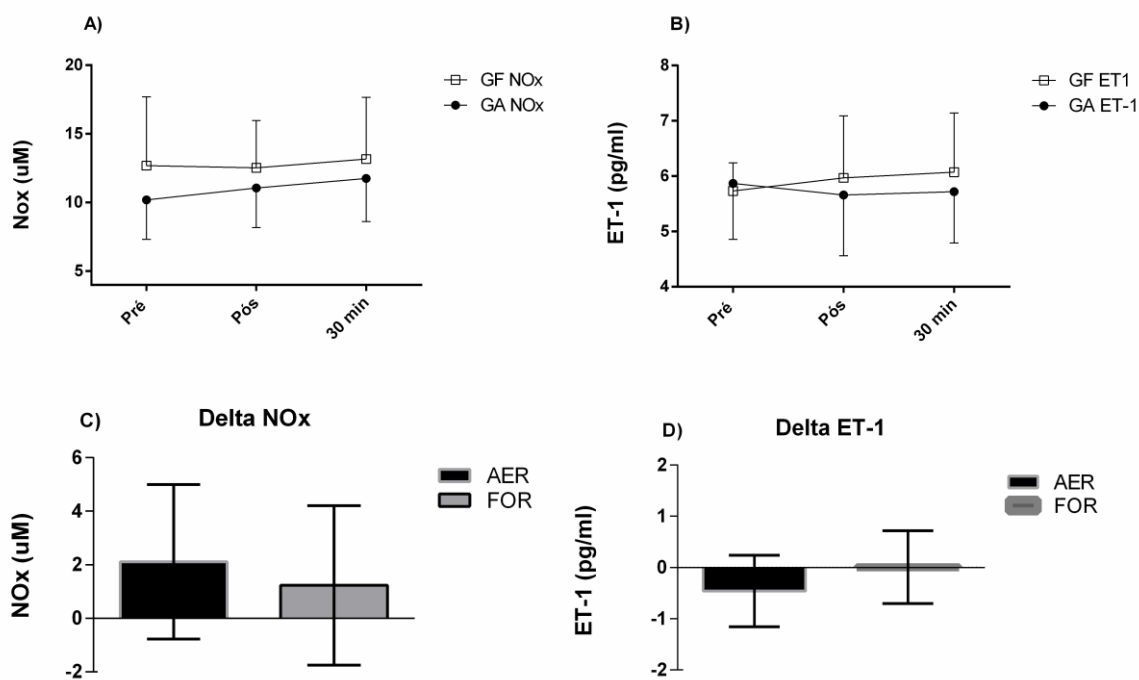 A)
20
15
10
5
Nox (uM)
Pré
Pós
30 min
GF NOx
GA NOx
B)
8
7
6
5
4
ET-1 (pg/ml)
Pré
Pós
30 min
GF ET1
GA ET-1
C)
Delta NOx
6
4
2
0
-2
NOx (uM)
AER
FOR
D)
Delta ET-1
2
1
0
-1
-2
ET-1 (pg/ml)
AER
FOR